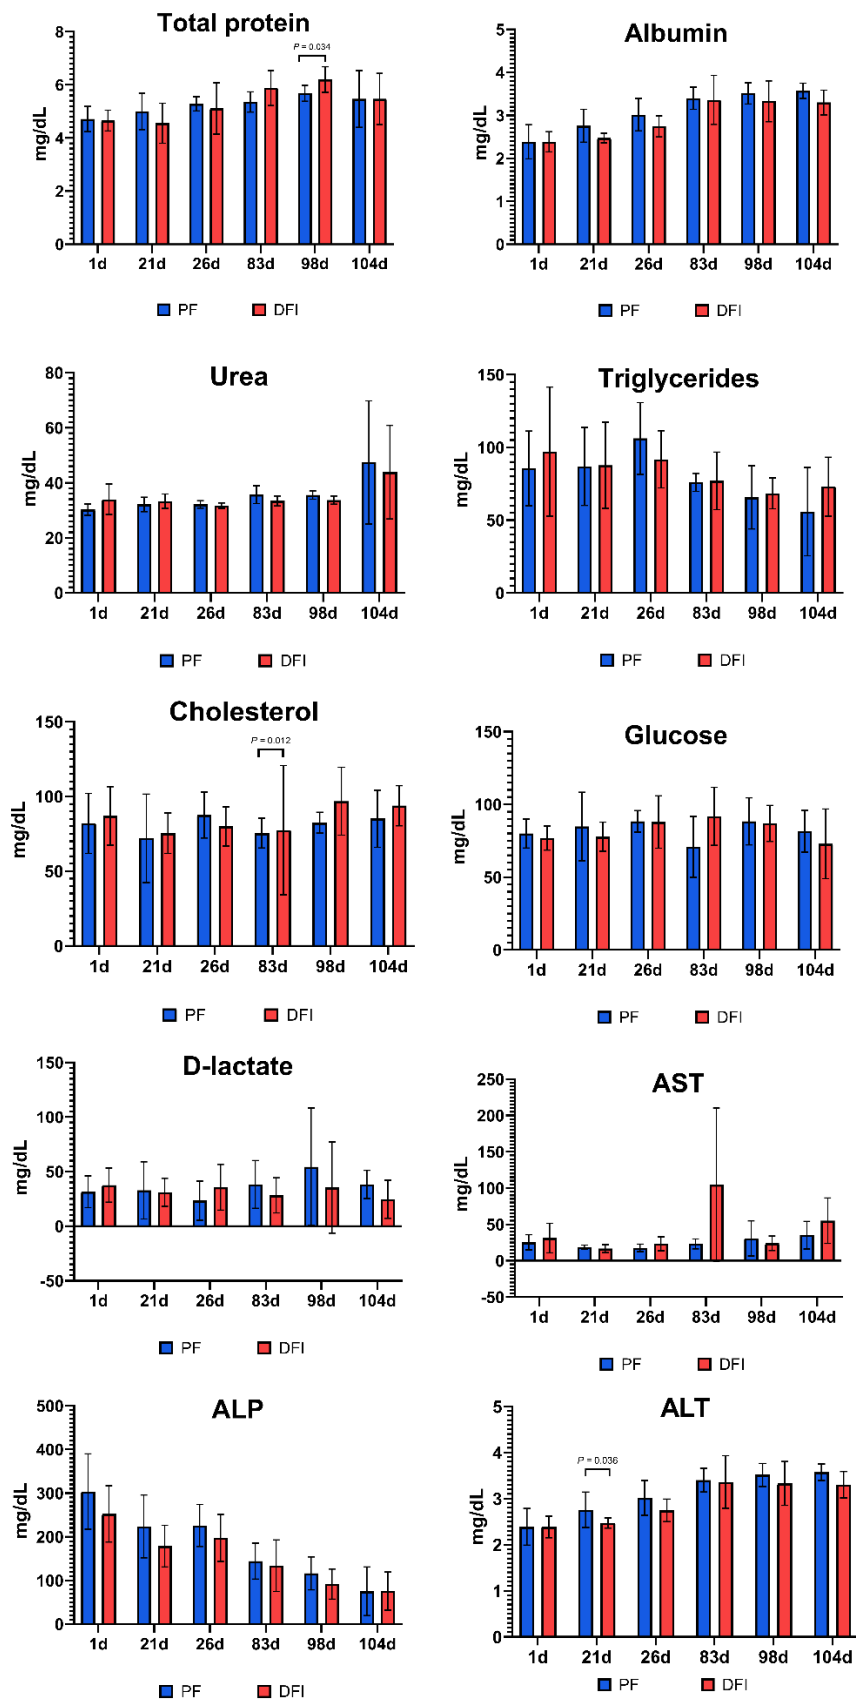 Total protein
P = 0.034
mg/dL
8
6
4
2
0
1d 21d 26d 83d 98d 104d
PF DFI
Albumin
mg/dL
5
4
3
2
1
0
1d 21d 26d 83d 98d 104d
PF DFI
Urea
mg/dL
80
60
40
20
0
1d 21d 26d 83d 98d 104d
PF DFI
Triglycerides
mg/dL
150
100
50
0
1d 21d 26d 83d 98d 104d
PF DFI
Cholesterol
P = 0.012
mg/dL
150
100
50
0
1d 21d 26d 83d 98d 104d
PF DFI
Glucose
mg/dL
150
100
50
0
1d 21d 26d 83d 98d 104d
PF DFI
D-lactate
mg/dL
150
100
50
0
-50
1d 21d 26d 83d 98d 104d
PF DFI
AST
mg/dL
250
200
150
100
50
0
-50
1d 21d 26d 83d 98d 104d
PF DFI
ALP
mg/dL
500
400
300
200
100
0
1d 21d 26d 83d 98d 104d
PF DFI
ALT
P = 0.036
mg/dL
5
4
3
2
1
0
1d 21d 26d 83d 98d 104d
PF DFI